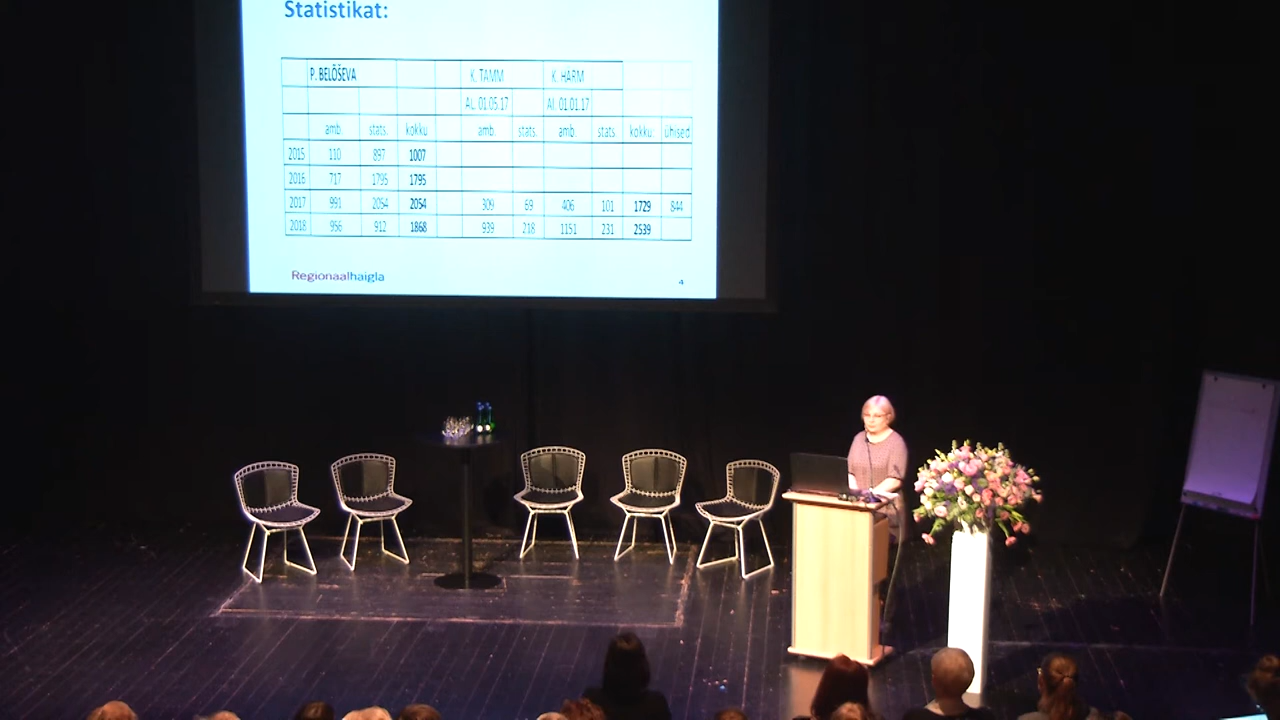 Statistikat:
P. BELÕŠEVA K. TAMM K. HARM
AL. 01.05.17 Al. 01.01.17
amb. stats. kokku amb. stats. amb. stats kokku: ühised
2015 110 897 1007
2016 717 1795 1795
2017 991 2054 2054 309 69 406 101 1729 844
2018 956 912 1868 939 218 1151 231 2539
Regionaalhaigla 4